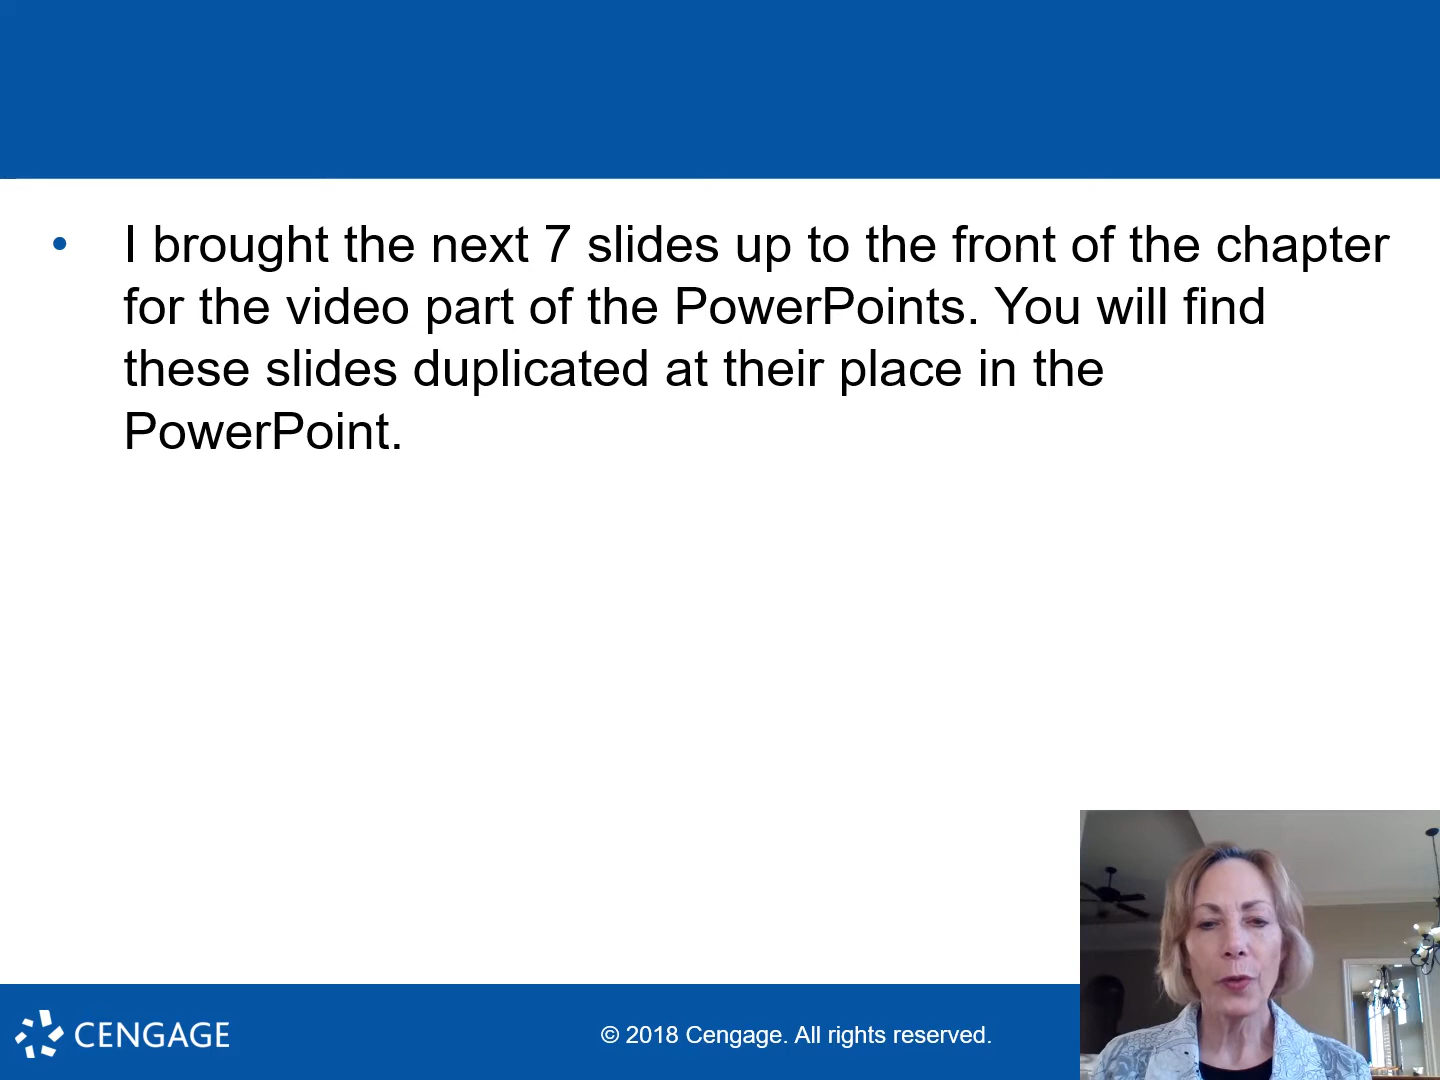 • I brought the next 7 slides up to the front of the chapter
for the video part of the PowerPoints. You will find
these slides duplicated at their place in the
PowerPoint.
CENGAGE
© 2018 Cengage. All rights reserved.